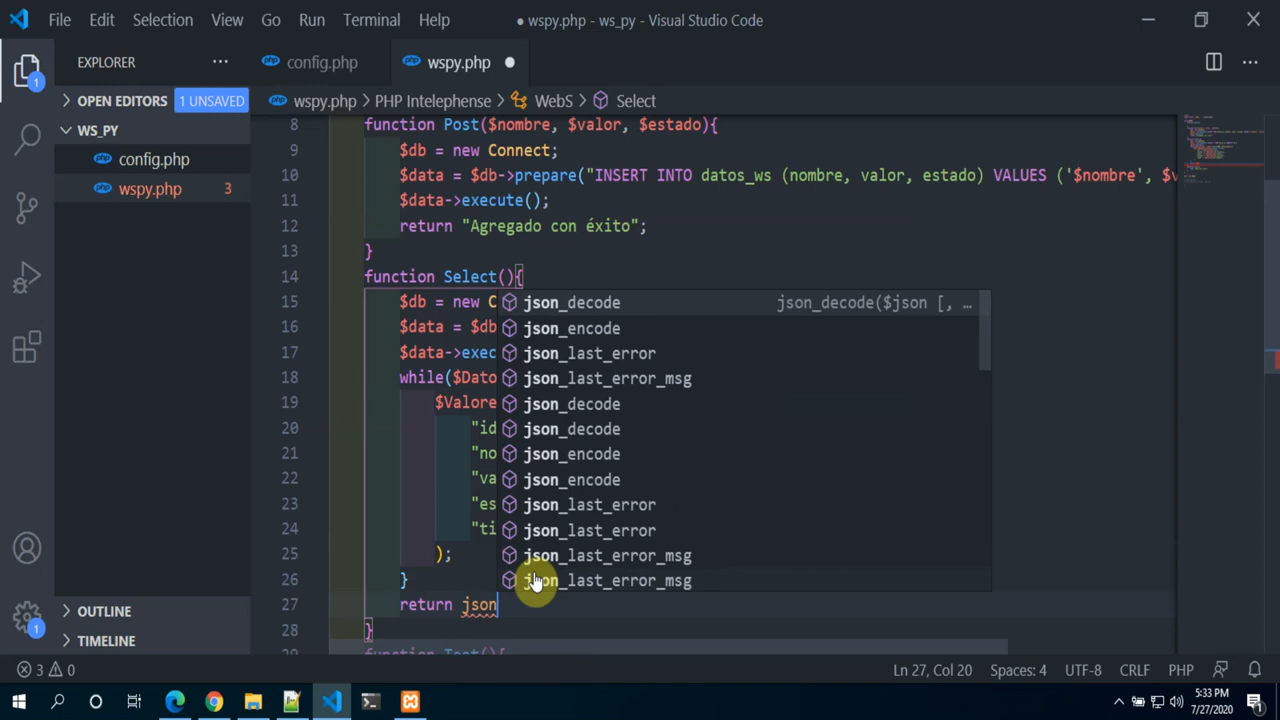 File Edit Selection View Go Run Terminal Help
● wspy.php - ws_py - Visual Studio Code
EXPLORER ···
config.php
wspy.php ●
OPEN EDITORS 1 UNSAVED
wspy.php > PHP Intelephense > WebS > Select
WS_PY
config.php
wspy.php 3
8 function Post($nombre, $valor, $estado){
9 $db = new Connect;
10 $data = $db->prepare("INSERT INTO datos_ws (nombre, valor, estado) VALUES ('$nombre', $v
11 $data->execute();
12 return "Agregado con éxito";
13 }
14 function Select(){
15 $db = new C
json_decode json_decode($json [, …
json_encode
16 $data = $db
17 $data->exec
json_last_error
18 while($Dato
json_last_error_msg
19 $Valore
json_decode
20 "id
json_decode
21 "no
json_encode
22 "va
json_encode
23 "es
json_last_error
24 "ti
json_last_error
25 );
json_last_error_msg
26 }
json_last_error_msg
27 return json
28 }
OUTLINE
TIMELINE
1
1
3 0
Ln 27, Col 20 Spaces: 4 UTF-8 CRLF PHP
5:33 PM
7/27/2020
1